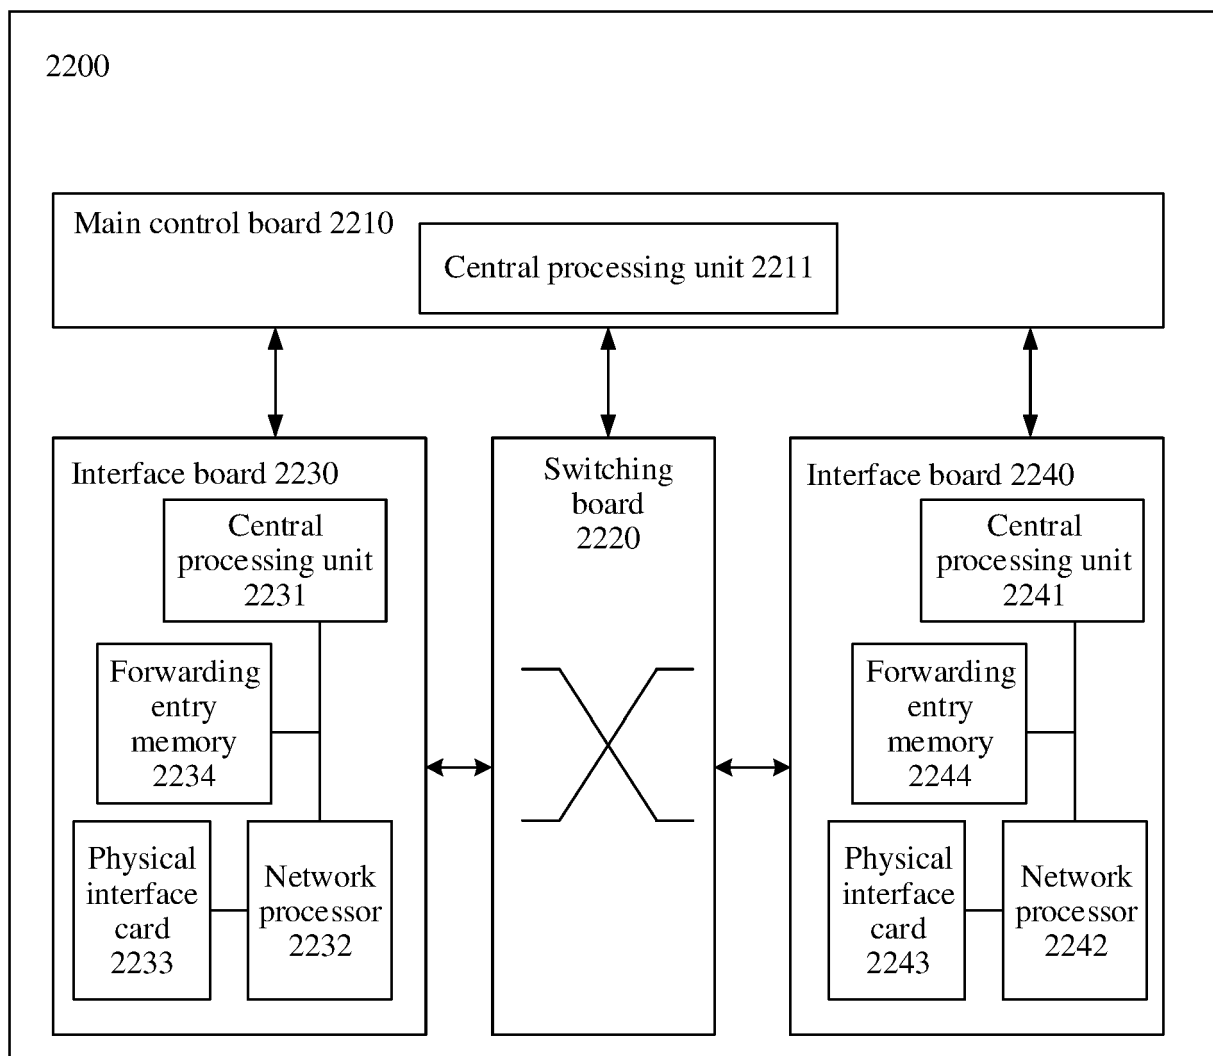 2200
Main control board 2210
Central processing unit 2211
Interface board 2230
Central
processing unit
2231
Forwarding
entry
memory
2234
Physical
interface
card
2233
Network
processor
2232
Switching
board
2220
Interface board 2240
Central
processing unit
2241
Forwarding
entry
memory
2244
Physical
interface
card
2243
Network
processor
2242